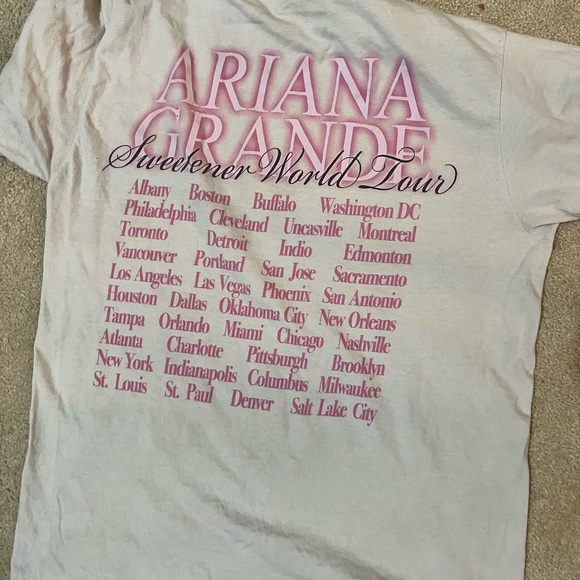 ARIANA
GRANDE
Sweetener World Tour
Albany Boston Buffalo Washington DC
Philadelphia Cleveland Uncasville Montreal
Toronto Detroit Indio Edmonton
Vancouver Portland San Jose Sacramento
Los Angeles Las Vegas Phoenix San Antonio
Houston Dallas Oklahoma City New Orleans
Tampa Orlando Miami Chicago Nashville
Atlanta Charlotte Pittsburgh Brooklyn
New York Indianapolis Columbus Milwaukee
St. Louis St. Paul Denver Salt Lake City